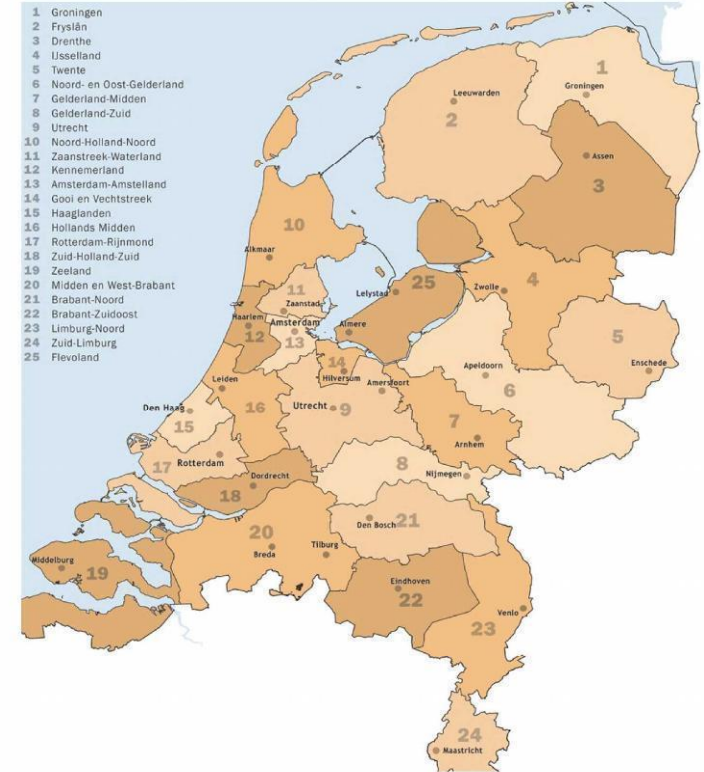 1 Groningen
2 Fryslân
3 Drenthe
4 IJsselland
5 Twente
6 Noord- en Oost-Gelderland
7 Gelderland-Midden
8 Gelderland-Zuid
9 Utrecht
10 Noord-Holland-Noord
11 Zaanstreek-Waterland
12 Kennemerland
13 Amsterdam-Amstelland
14 Gooi en Vechtstreek
15 Haaglanden
16 Hollands Midden
17 Rotterdam-Rijnmond
18 Zuid-Holland-Zuid
19 Zeeland
20 Midden en West-Brabant
21 Brabant-Noord
22 Brabant-Zuidoost
23 Limburg-Noord
24 Zuid-Limburg
25 Flevoland
1
Groningen
Leeuwarden
2
Assen
3
10
Alkmaar
25
Lelystad
Zwolle
4
11
Zaanstad
Haarlem
12
Amsterdam
13
Almere
5
Enschede
14
Hilversum
Amersfoort
Apeldoorn
6
Leiden
16
Utrecht
9
7
Arnhem
Den Haag
15
17
Rotterdam
8
Nijmegen
Dordrecht
18
Den Bosch
21
20
Breda
Tilburg
Middelburg
19
Eindhoven
22
Venlo
23
24
Maastricht